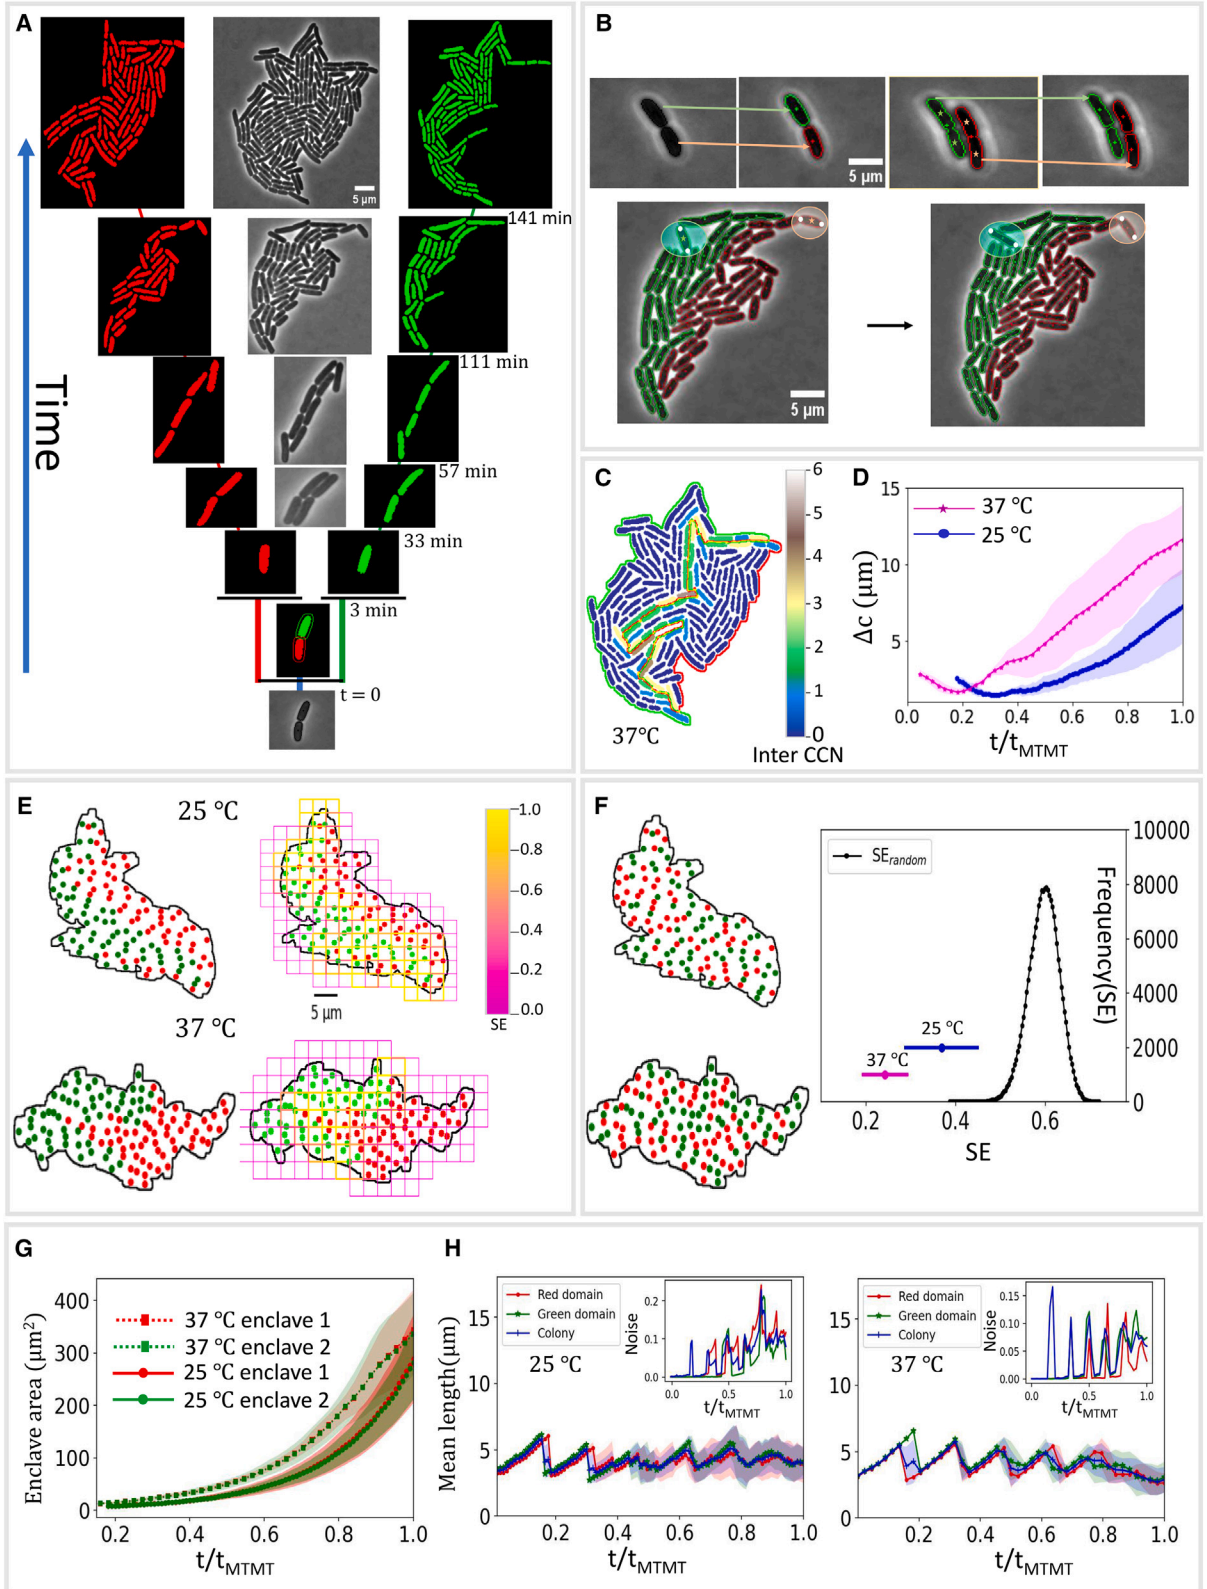 A
Time
5 µm
141 min
111 min
57 min
33 min
3 min
t = 0
B
5 µm
5 µm
C
6
5
4
3
2
1
0
37°C
Inter CCN
D
15
10
5
Δc (µm)
37 °C
25 °C
0.0 0.2 0.4 0.6 0.8 1.0
t/tMTMT
E
25 °C
1.0
0.8
0.6
0.4
0.2
0.0
SE
5 µm
37 °C
F
SErandom
10000
8000
6000
4000
2000
0
Frequency(SE)
25 °C
37 °C
0.2 0.4 0.6
SE
G
400
300
200
100
0
Enclave area (µm²)
37 °C enclave 1
37 °C enclave 2
25 °C enclave 1
25 °C enclave 2
0.2 0.4 0.6 0.8 1.0
t/tMTMT
H
15
10
5
0
Mean length(µm)
Red domain
Green domain
Colony
25 °C
0.2
0.1
0.0
Noise
0.0 0.5 1.0
t/tMTMT
0.2 0.4 0.6 0.8 1.0
t/tMTMT
15
10
5
0
Red domain
Green domain
Colony
37 °C
0.15
0.10
0.05
0.00
Noise
0.0 0.5 1.0
t/tMTMT
0.2 0.4 0.6 0.8 1.0
t/tMTMT